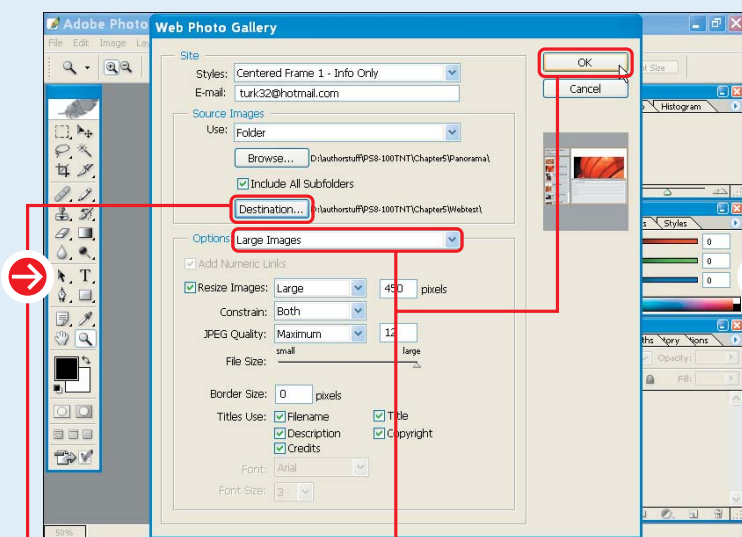 Adobe Photo
Web Photo Gallery
File Edit Image La
Site
Styles: Centered Frame 1 - Info Only
OK
E-mail: turk32@hotmail.com
Cancel
Source Images
Use: Folder
Histogram
Browse... D:\authorstuff\PS8-100TNT\Chapter5\Panorama\
Include All Subfolders
Destination... D:\authorstuff\PS8-100TNT\Chapter5\Webtest\
Styles
Options: Large Images
0
Add Numeric Links
0
Resize Images: Large 450 pixels
0
Constrain: Both
JPEG Quality: Maximum 12
small large
File Size:
Opacity:
Fill:
Border Size: 0 pixels
Titles Use: Filename Title
Description Copyright
Credits
Font: Arial
Font Size: 3
50%